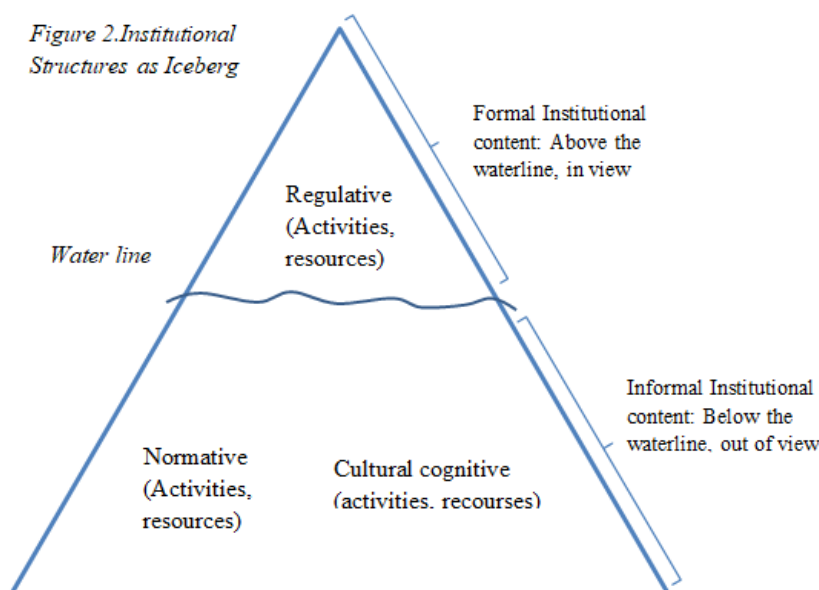 Figure 2.Institutional
Structures as Iceberg
Formal Institutional
content: Above the
waterline, in view
Regulative
(Activities,
resources)
Water line
Informal Institutional
content: Below the
waterline, out of view
Normative
(Activities,
resources)
Cultural cognitive
(activities, recourses)